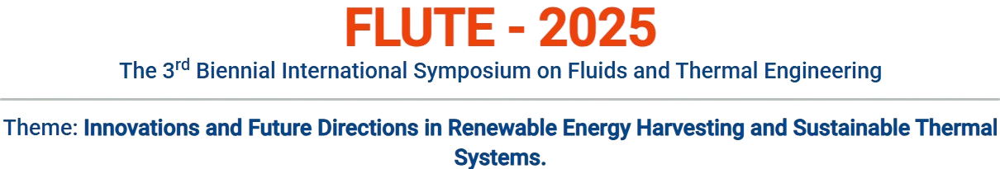 FLUTE - 2025
The 3rd Biennial International Symposium on Fluids and Thermal Engineering
Theme: Innovations and Future Directions in Renewable Energy Harvesting and Sustainable Thermal
Systems.